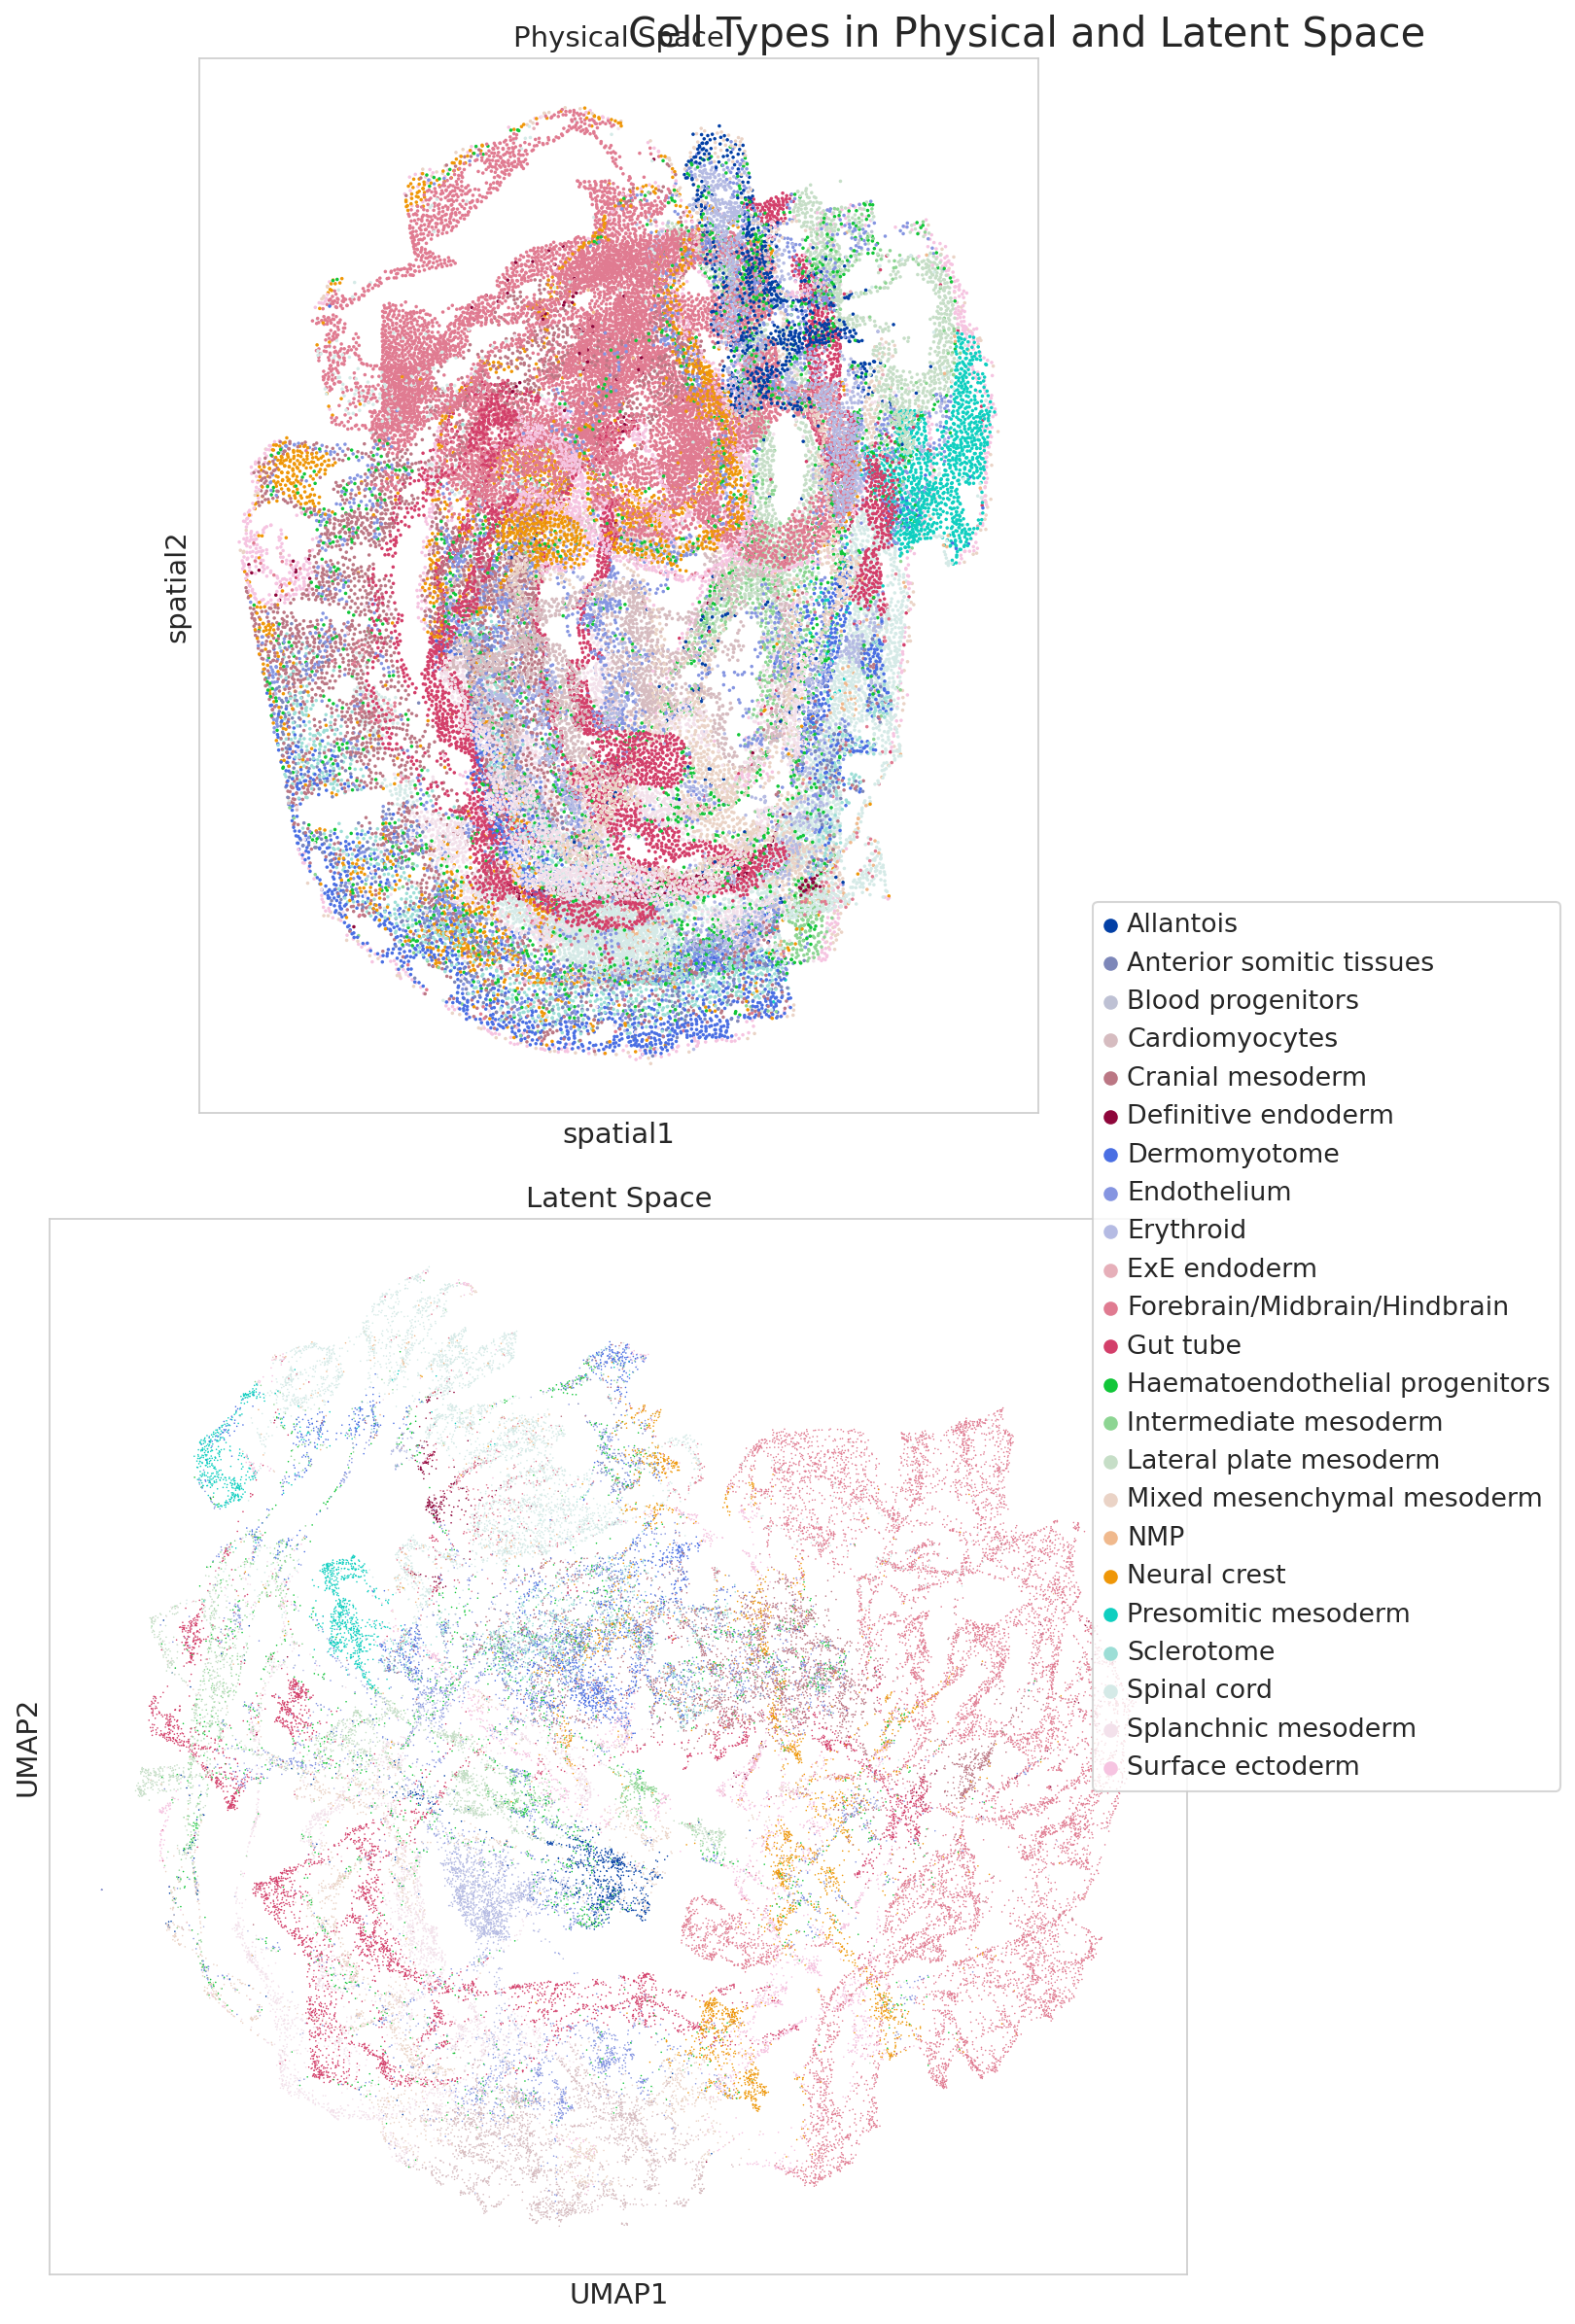 Cell Types in Physical and Latent Space
Physical Space
spatial2
spatial1
Latent Space
UMAP2
UMAP1
Allantois
Anterior somitic tissues
Blood progenitors
Cardiomyocytes
Cranial mesoderm
Definitive endoderm
Dermomyotome
Endothelium
Erythroid
ExE endoderm
Forebrain/Midbrain/Hindbrain
Gut tube
Haematoendothelial progenitors
Intermediate mesoderm
Lateral plate mesoderm
Mixed mesenchymal mesoderm
NMP
Neural crest
Presomitic mesoderm
Sclerotome
Spinal cord
Splanchnic mesoderm
Surface ectoderm